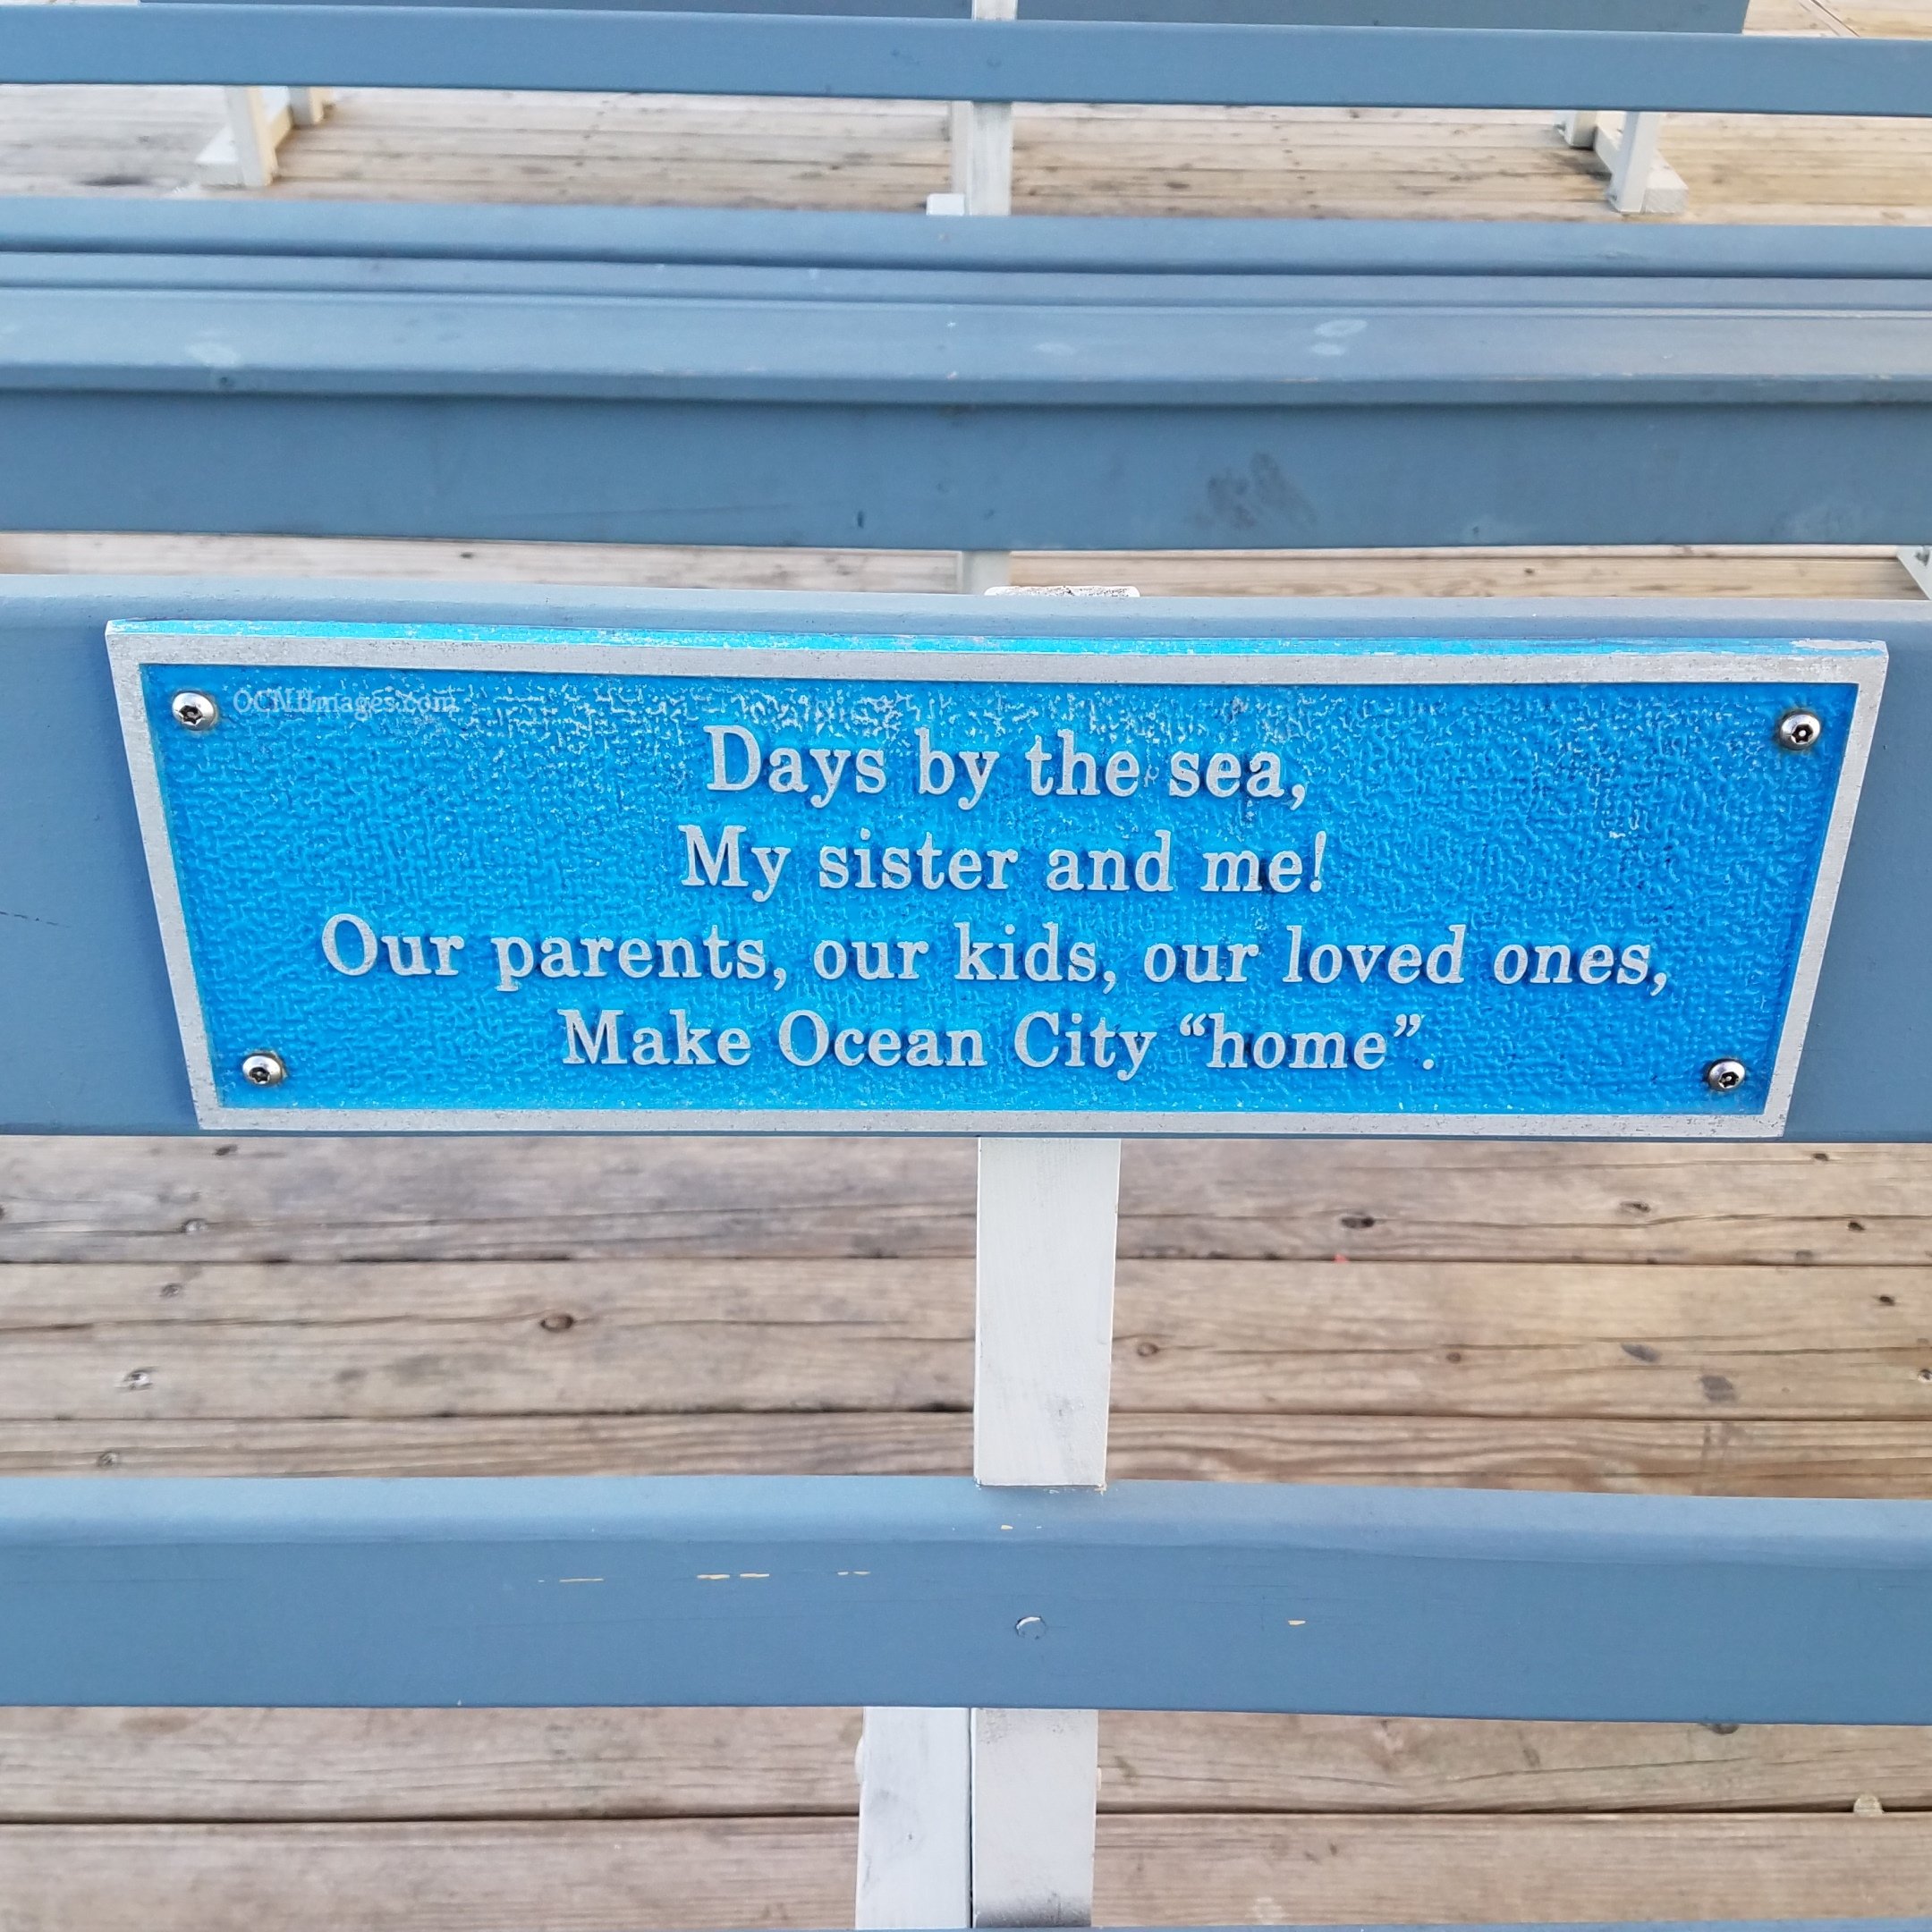 OCNJImages.com
Days by the sea,
My sister and me!
Our parents, our kids, our loved ones,
Make Ocean City “home”.